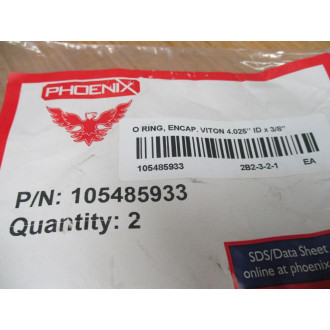 PHOENIX
O RING, ENCAP. VITON 4.025" ID x 3/8"
105485933 2B2-3-2-1 EA
P/N: 105485933
Quantity: 2
SDS/Data Sheet
online at phoenix